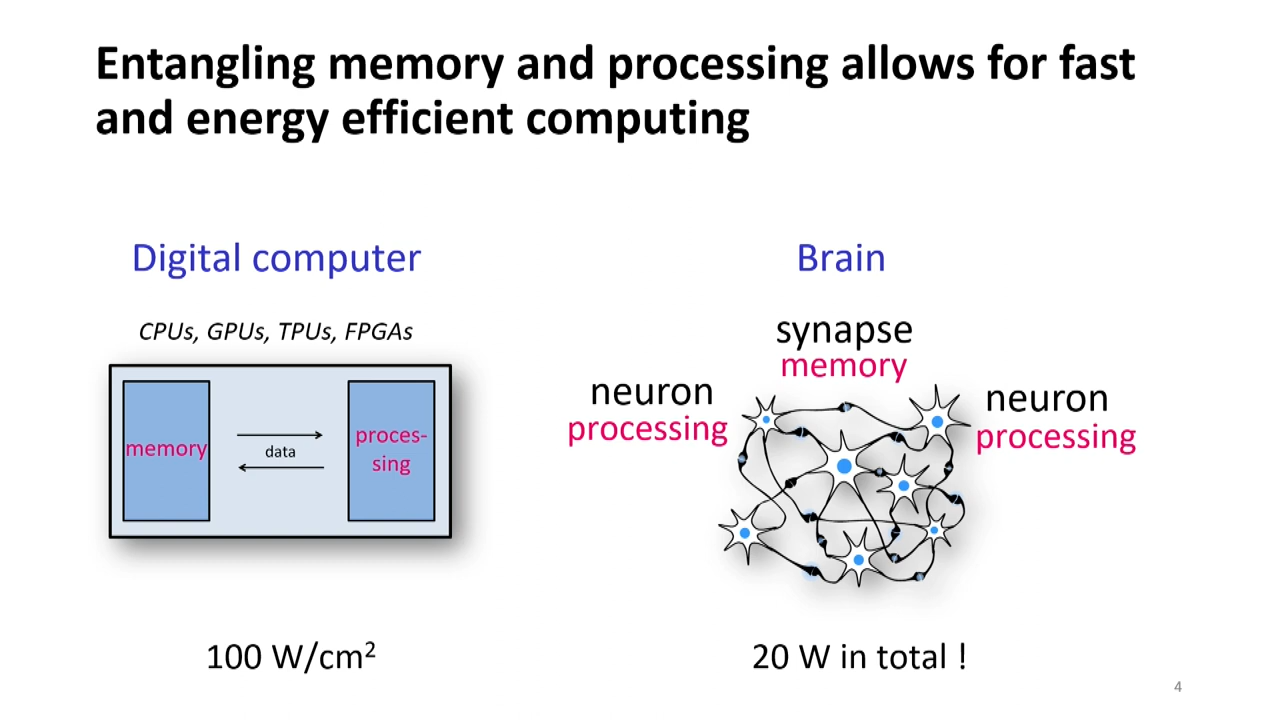 Entangling memory and processing allows for fast
and energy efficient computing
Digital computer
CPUs, GPUs, TPUs, FPGAs
memory
data
proces-
sing
100 W/cm²
Brain
synapse
memory
neuron
processing
neuron
processing
20 W in total !
4